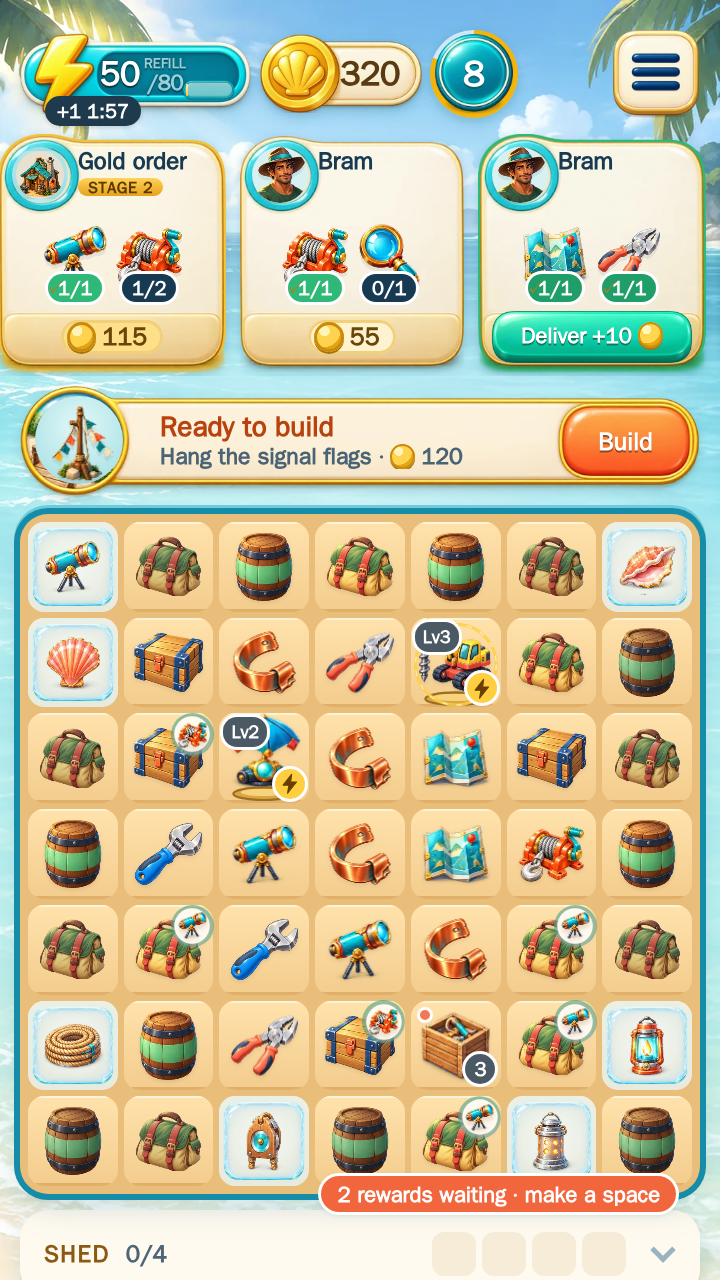 50 REFILL /80
+1 1:57
320
8
Gold order
STAGE 2
1/1
1/2
115
Bram
1/1
0/1
55
Bram
1/1
1/1
Deliver +10
Ready to build
Hang the signal flags · 120
Build
Lv3
Lv2
3
2 rewards waiting · make a space
SHED 0/4